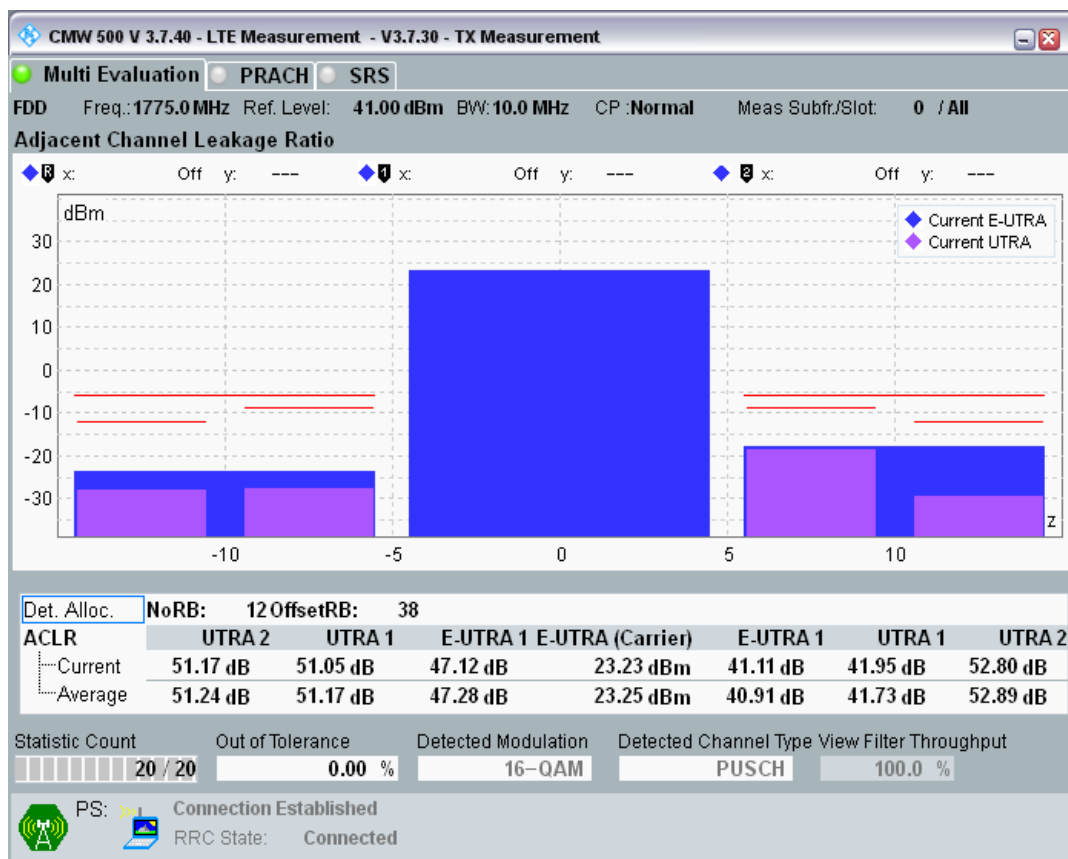 CMW 500 V 3.7.40 - LTE Measurement - V3.7.30 - TX Measurement
Multi Evaluation PRACH SRS
FDD Freq.: 1775.0 MHz Ref. Level: 41.00 dBm BW: 10.0 MHz CP :Normal Meas Subfr./Slot: 0 / All
Adjacent Channel Leakage Ratio
R x: Off y: --- 1 x: Off y: --- 2 x: Off y: ---
dBm
Current E-UTRA
Current UTRA
30
20
10
0
-10
-20
-30
z
-10 -5 0 5 10
Det. Alloc. NoRB: 12 OffsetRB: 38
ACLR UTRA 2 UTRA 1 E-UTRA 1 E-UTRA (Carrier) E-UTRA 1 UTRA 1 UTRA 2
Current 51.17 dB 51.05 dB 47.12 dB 23.23 dBm 41.11 dB 41.95 dB 52.80 dB
Average 51.24 dB 51.17 dB 47.28 dB 23.25 dBm 40.91 dB 41.73 dB 52.89 dB
Statistic Count Out of Tolerance Detected Modulation Detected Channel Type View Filter Throughput
20 / 20 0.00 % 16-QAM PUSCH 100.0 %
PS: Connection Established
RRC State: Connected